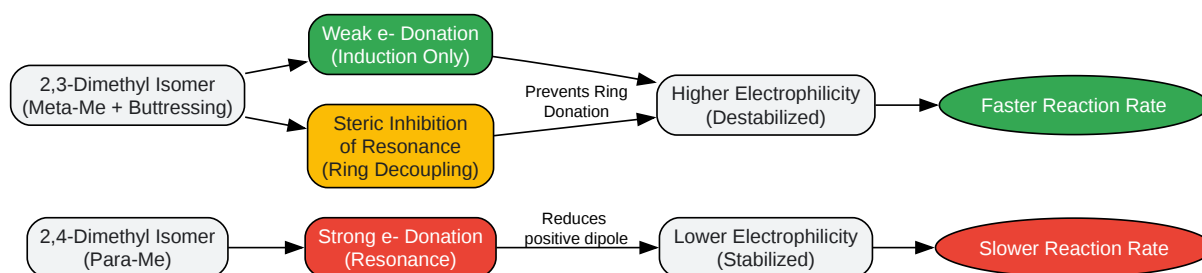 2,3-Dimethyl Isomer
(Meta-Me + Buttressing)
Weak e- Donation
(Induction Only)
Steric Inhibition
of Resonance
(Ring Decoupling)
Prevents Ring
Donation
Higher Electrophilicity
(Destabilized)
Faster Reaction Rate
2,4-Dimethyl Isomer
(Para-Me)
Strong e- Donation
(Resonance)
Reduces
positive dipole
Lower Electrophilicity
(Stabilized)
Slower Reaction Rate